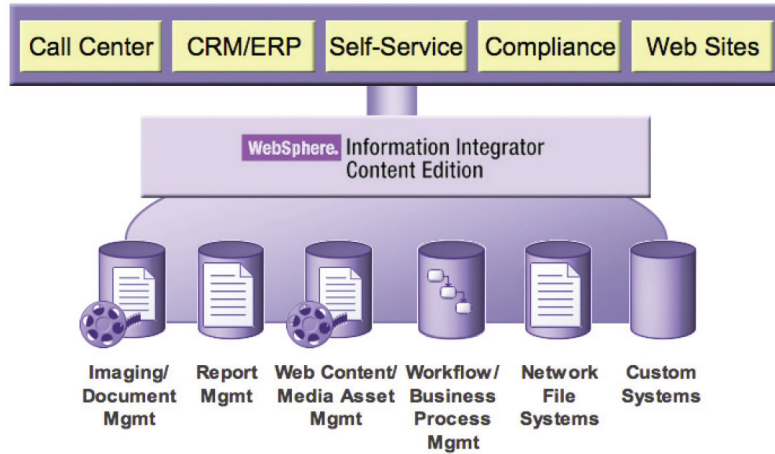 Call Center
CRM/ERP
Self-Service
Compliance
Web Sites
WebSphere. Information Integrator
Content Edition
Imaging/
Document
Mgmt
Report
Mgmt
Web Content/
Media Asset
Mgmt
Workflow/
Business
Process
Mgmt
Network
File
Systems
Custom
Systems